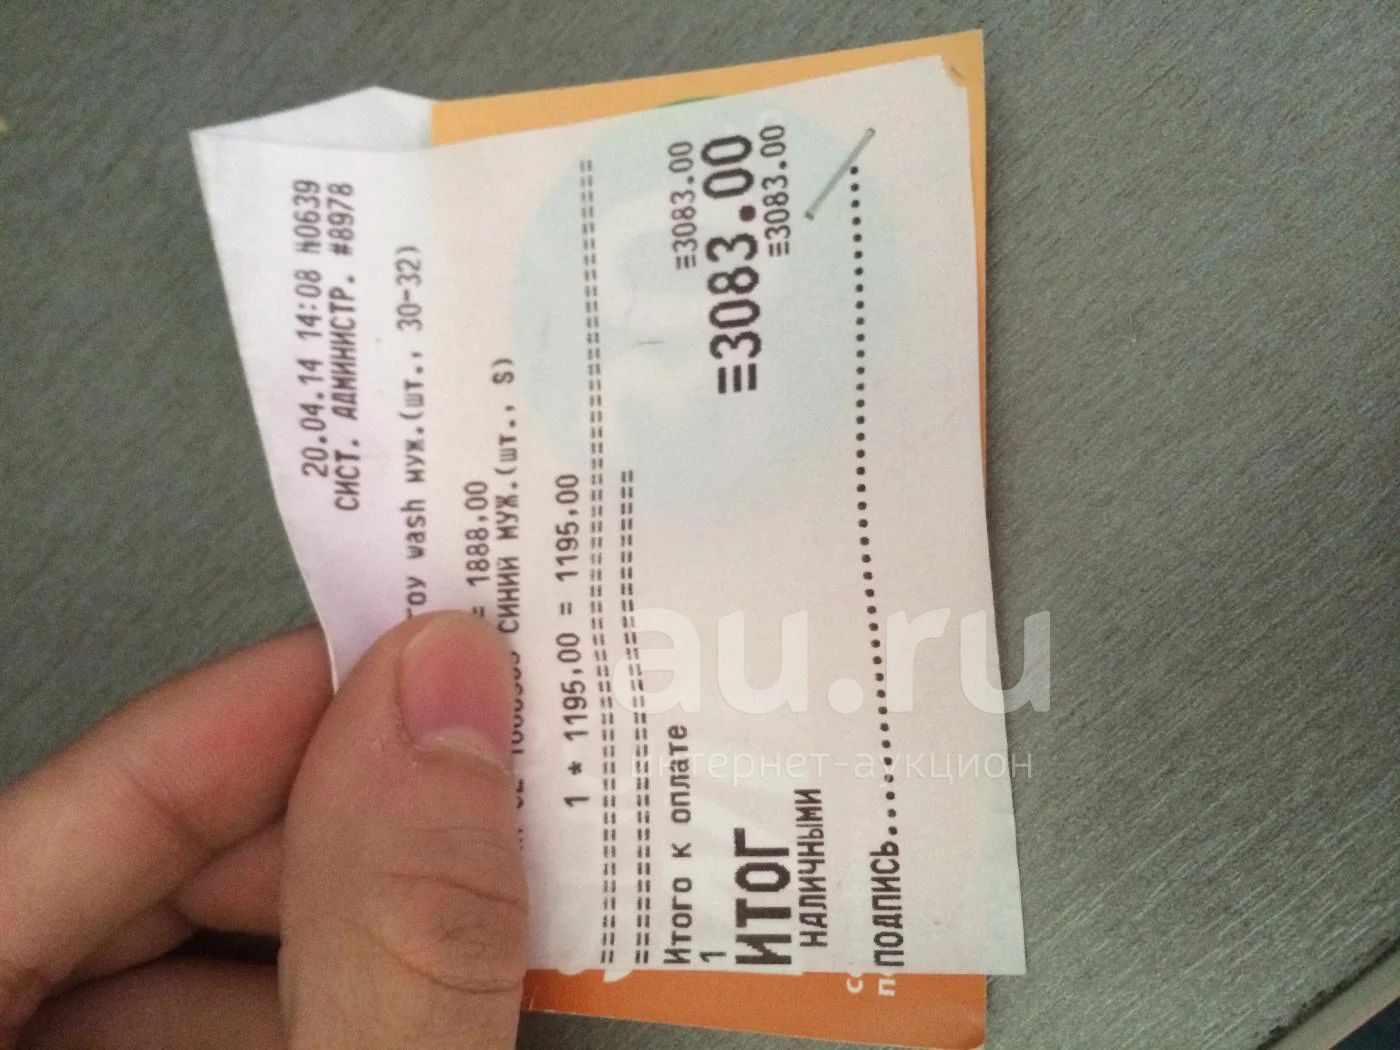 20.04.14 14:08 №0639
СИСТ. АДМИНИСТР. #8978
wash муж.(шт., 30-32)
= 1888,00
СИНИЙ МУЖ.(шт., S)
1 * 1195,00 = 1195,00
Итого к оплате ≡3083.00
1
ИТОГ ≡3083.00
НАЛИЧНЫМИ ≡3083.00
ПОДПИСЬ
au.ru
интернет-аукцион